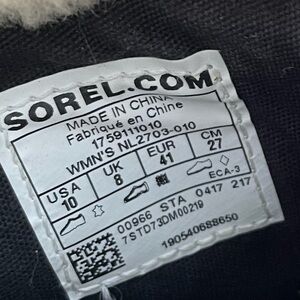 SOREL.COM
MADE IN CHINA
Fabriqué en Chine
1759111010
WMN'S NL2703-010
USA UK EUR CM
10 8 41 27
ECA-3
00966 STA 0417 217
7STD73DM00219
190540688650